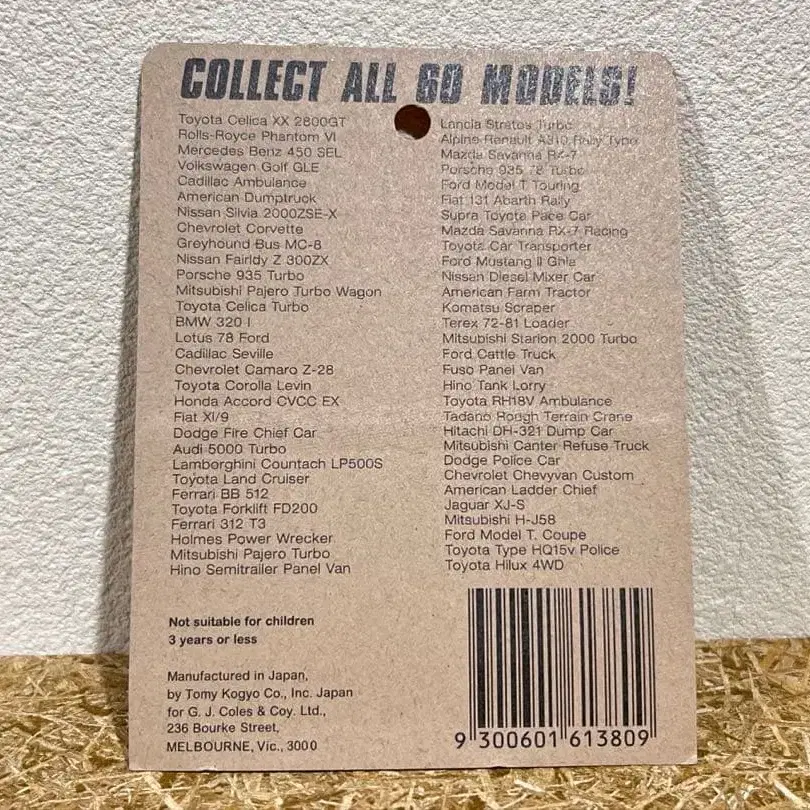 COLLECT ALL 60 MODELS!
Toyota Celica XX 2800GT
Rolls-Royce Phantom VI
Mercedes Benz 450 SEL
Volkswagen Golf GLE
Cadillac Ambulance
American Dumptruck
Nissan Silvia 2000ZSE-X
Chevrolet Corvette
Greyhound Bus MC-8
Nissan Fairldy Z 300ZX
Porsche 935 Turbo
Mitsubishi Pajero Turbo Wagon
Toyota Celica Turbo
BMW 320 I
Lotus 78 Ford
Cadillac Seville
Chevrolet Camaro Z-28
Toyota Corolla Levin
Honda Accord CVCC EX
Fiat XI/9
Dodge Fire Chief Car
Audi 5000 Turbo
Lamborghini Countach LP500S
Toyota Land Cruiser
Ferrari BB 512
Toyota Forklift FD200
Ferrari 312 T3
Holmes Power Wrecker
Mitsubishi Pajero Turbo
Hino Semitrailer Panel Van
Lancia Stratos Turbo
Alpine Renault A310 Rally Type
Mazda Savanna RX-7
Porsche 935 78 Turbo
Ford Model T. Touring
Fiat 131 Abarth Rally
Supra Toyota Pace Car
Mazda Savanna RX-7 Racing
Toyota Car Transporter
Ford Mustang II Ghia
Nissan Diesel Mixer Car
American Farm Tractor
Komatsu Scraper
Terex 72-81 Loader
Mitsubishi Starion 2000 Turbo
Ford Cattle Truck
Fuso Panel Van
Hino Tank Lorry
Toyota RH18V Ambulance
Tadano Rough Terrain Crane
Hitachi DH-321 Dump Car
Mitsubishi Canter Refuse Truck
Dodge Police Car
Chevrolet Chevyvan Custom
American Ladder Chief
Jaguar XJ-S
Mitsubishi H-J58
Ford Model T. Coupe
Toyota Type HQ15v Police
Toyota Hilux 4WD
Not suitable for children
3 years or less
Manufactured in Japan,
by Tomy Kogyo Co., Inc. Japan
for G. J. Coles & Coy. Ltd.,
236 Bourke Street,
MELBOURNE, Vic., 3000
9 300601 613809